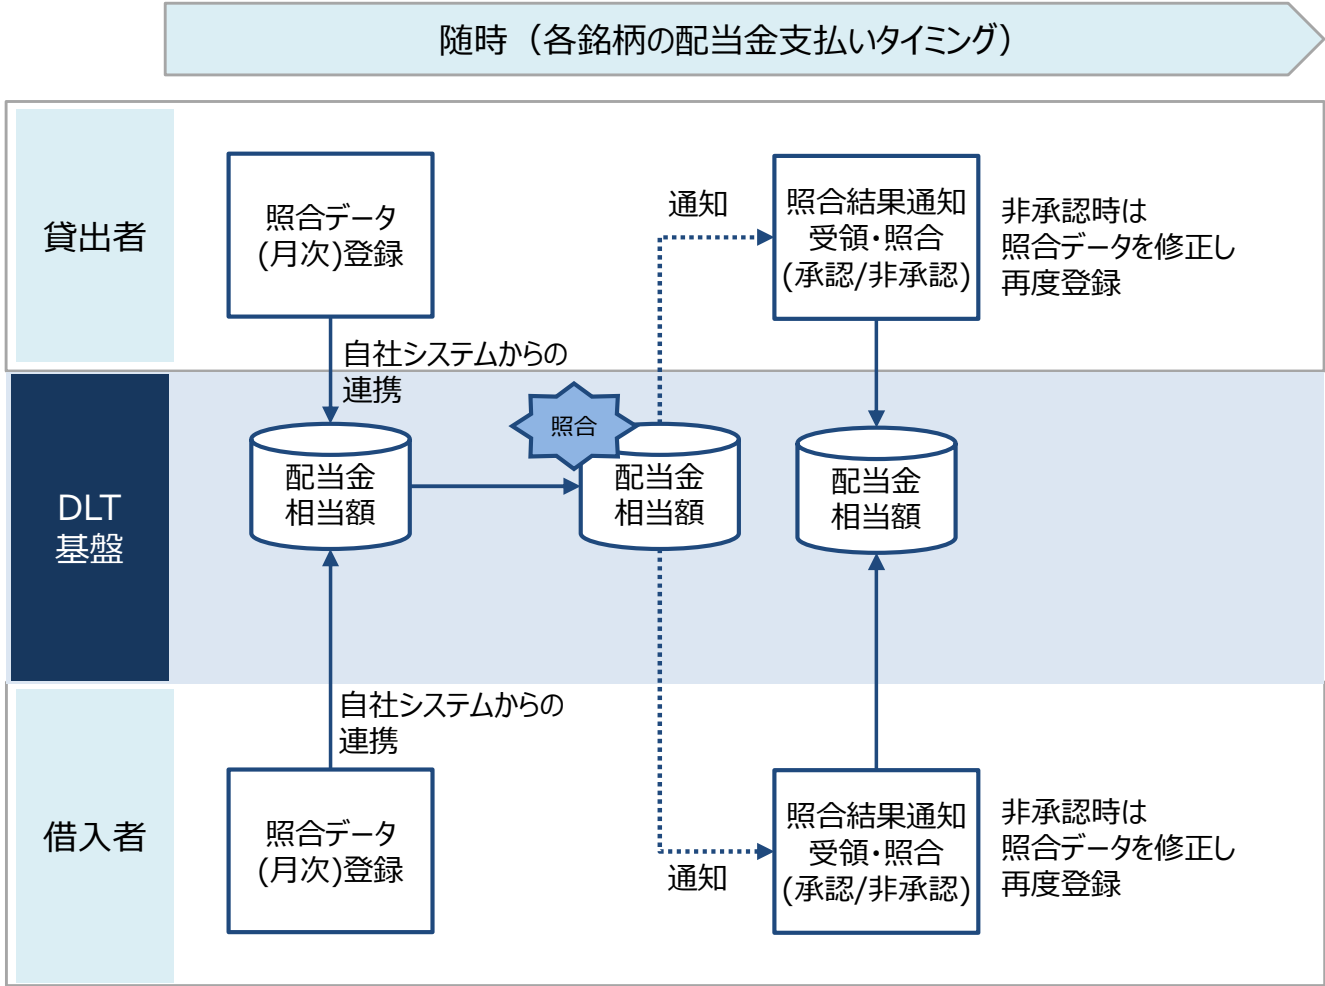 随時（各銘柄の配当金支払いタイミング）
貸出者
照合データ
(月次)登録
自社システムからの
連携
通知
照合結果通知
受領・照合
(承認/非承認)
非承認時は
照合データを修正し
再度登録
DLT
基盤
配当金
相当額
照合
配当金
相当額
配当金
相当額
借入者
自社システムからの
連携
照合データ
(月次)登録
通知
照合結果通知
受領・照合
(承認/非承認)
非承認時は
照合データを修正し
再度登録